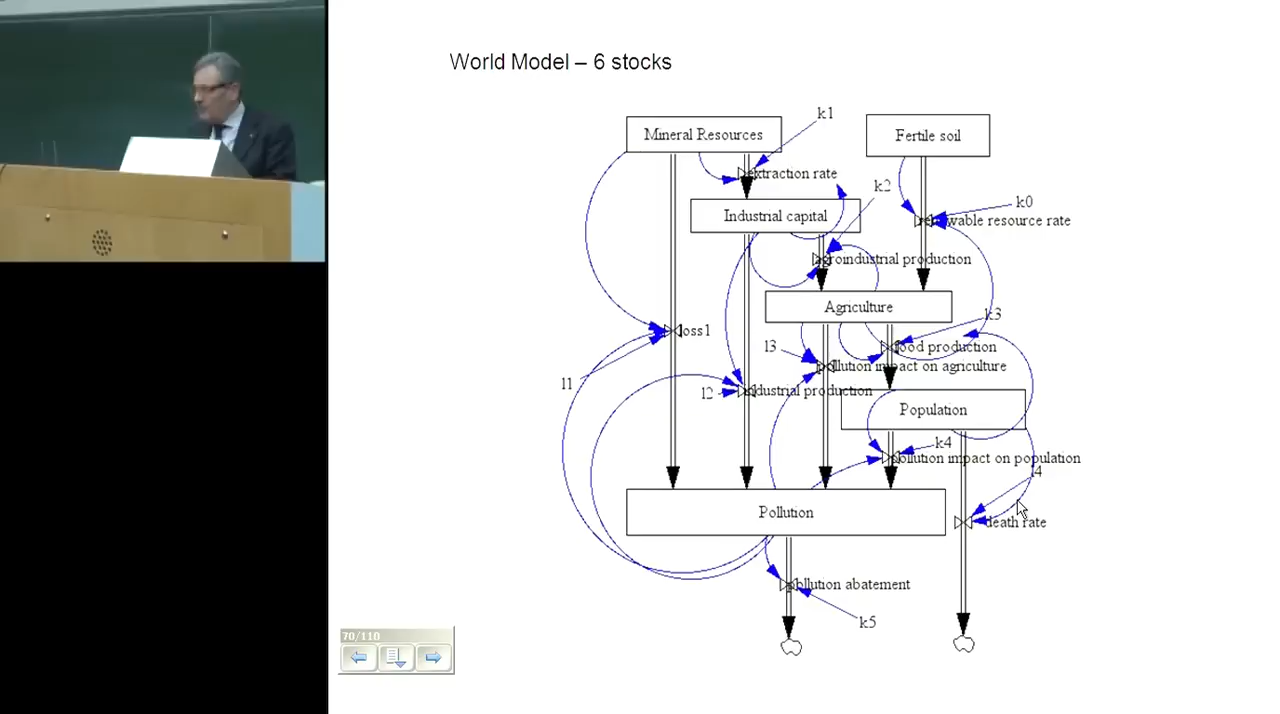 World Model – 6 stocks
k1
Mineral Resources
Fertile soil
extraction rate
k2
k0
Industrial capital
renewable resource rate
agroindustrial production
Agriculture
k3
loss1
l3
food production
pollution impact on agriculture
l1
l2
industrial production
Population
k4
pollution impact on population
l4
Pollution
death rate
pollution abatement
k5
70/110